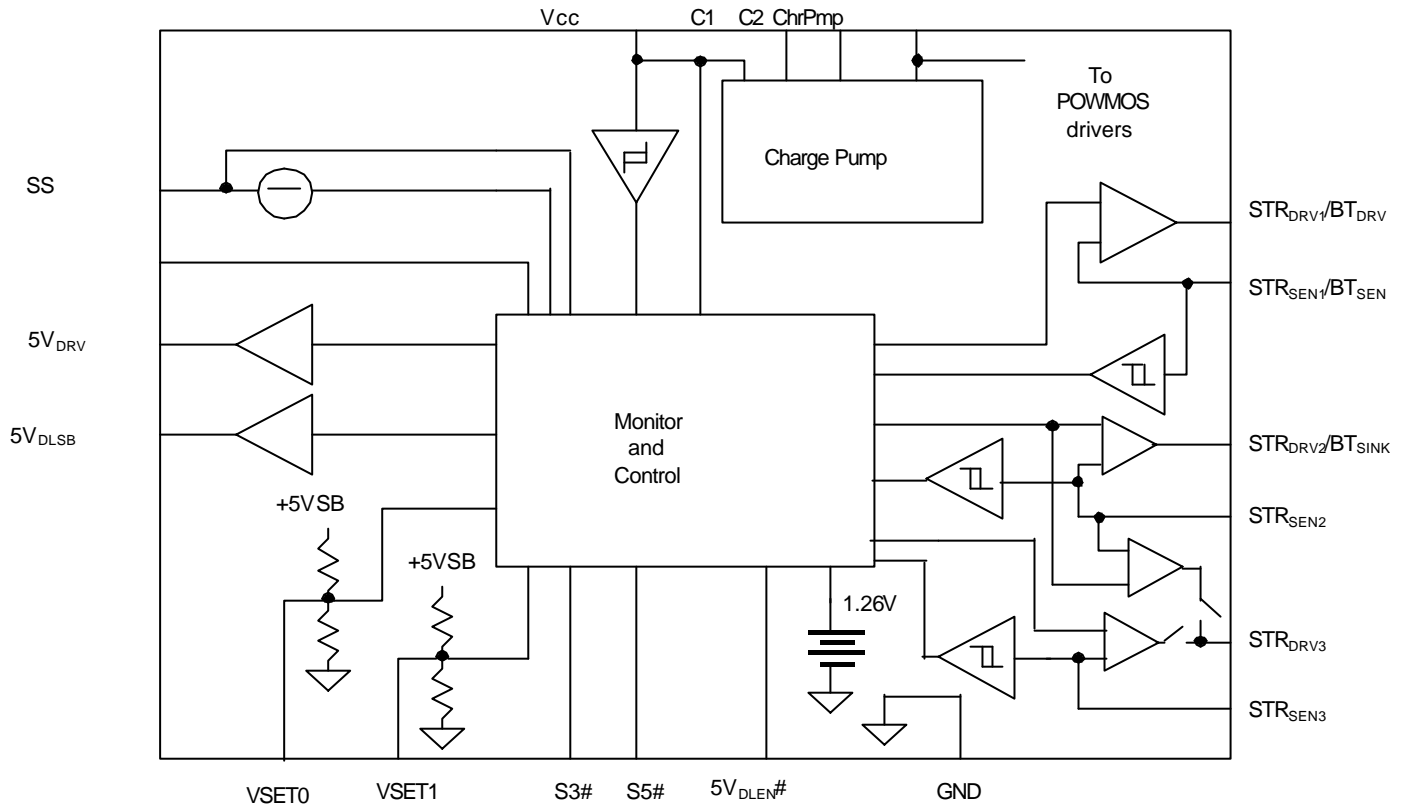 Vcc C1 C2 ChrPmp
To
POWMOS
drivers
Charge Pump
SS
STRDRV1/BTDRV
STRSEN1/BTSEN
5VDRV
5VDLSB
Monitor
and
Control
STRDRV2/BTSINK
+5VSB
STRSEN2
+5VSB
1.26V
STRDRV3
STRSEN3
VSET0 VSET1 S3# S5# 5VDLEN# GND